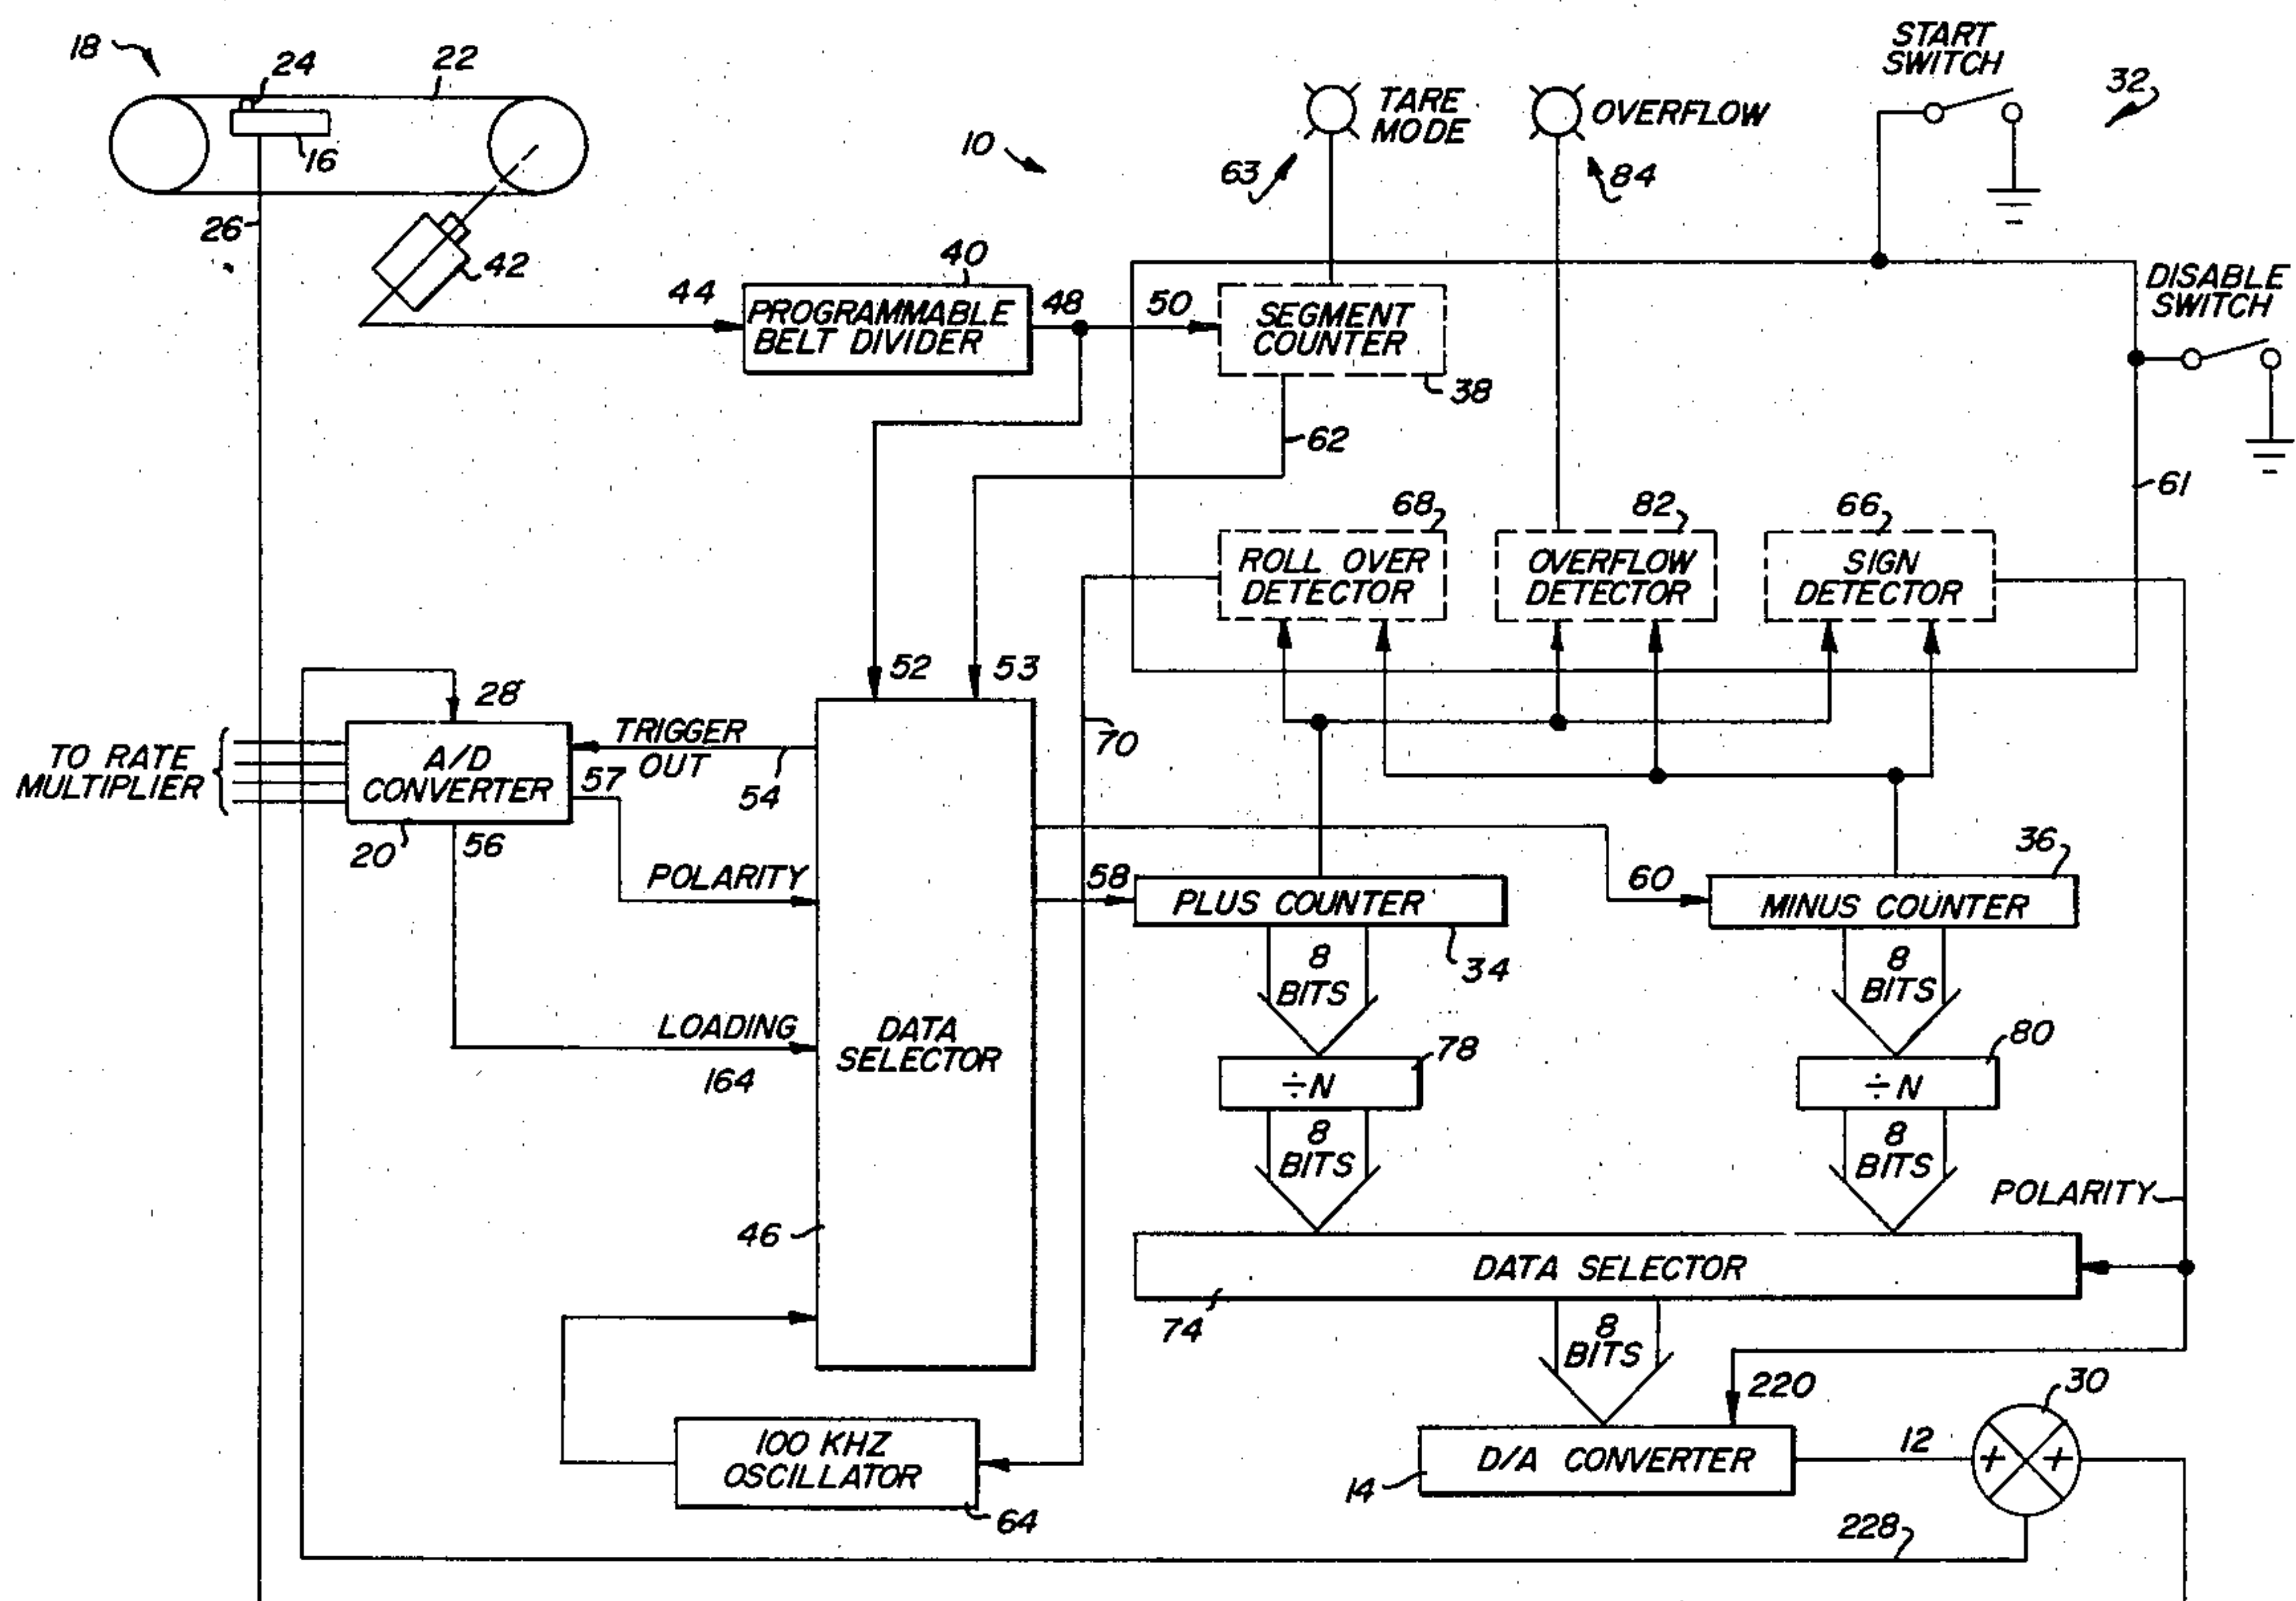 18
24
22
16
26
42
10
TARE
MODE
63
OVERFLOW
84
START
SWITCH
32
DISABLE
SWITCH
44
40
PROGRAMMABLE
BELT DIVIDER
48
50
SEGMENT
COUNTER
38
62
61
68
ROLL OVER
DETECTOR
82
OVERFLOW
DETECTOR
66
SIGN
DETECTOR
52
53
28
TO RATE
MULTIPLIER
A/D
CONVERTER
20
TRIGGER
OUT
57
54
56
70
POLARITY
58
PLUS COUNTER
34
60
36
MINUS COUNTER
8
BITS
8
BITS
LOADING
164
DATA
SELECTOR
46
÷N
78
÷N
80
8
BITS
8
BITS
POLARITY
DATA SELECTOR
74
8
BITS
220
30
100 KHZ
OSCILLATOR
64
D/A CONVERTER
14
12
+
+
228